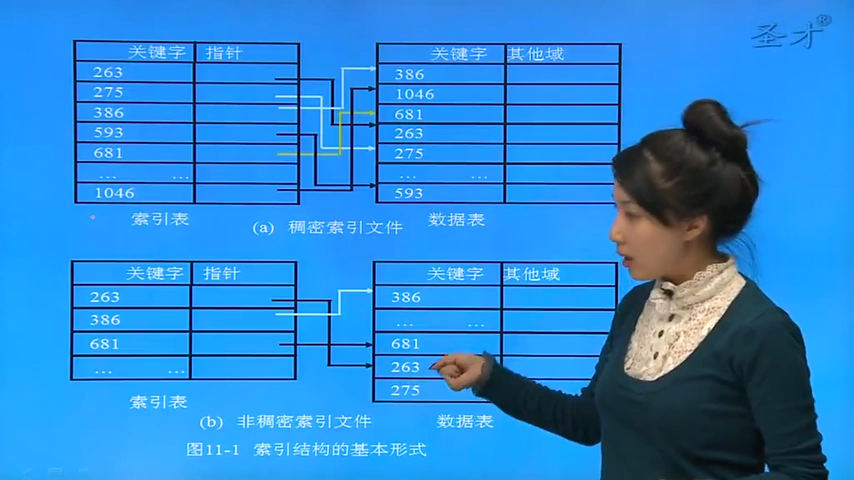 圣才®
关键字 指针
263
275
386
593
681
… …
1046
索引表
关键字 其他域
386
1046
681
263
275
… …
593
数据表
(a) 稠密索引文件
关键字 指针
263
386
681
… …
索引表
关键字 其他域
386
… …
681
263
275
数据表
(b) 非稠密索引文件
图11-1 索引结构的基本形式